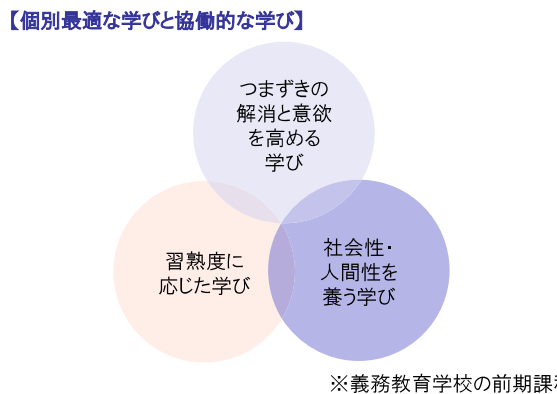 【個別最適な学びと協働的な学び】
つまずきの
解消と意欲
を高める
学び
習熟度に
応じた学び
社会性・
人間性を
養う学び
※義務教育学校の前期課